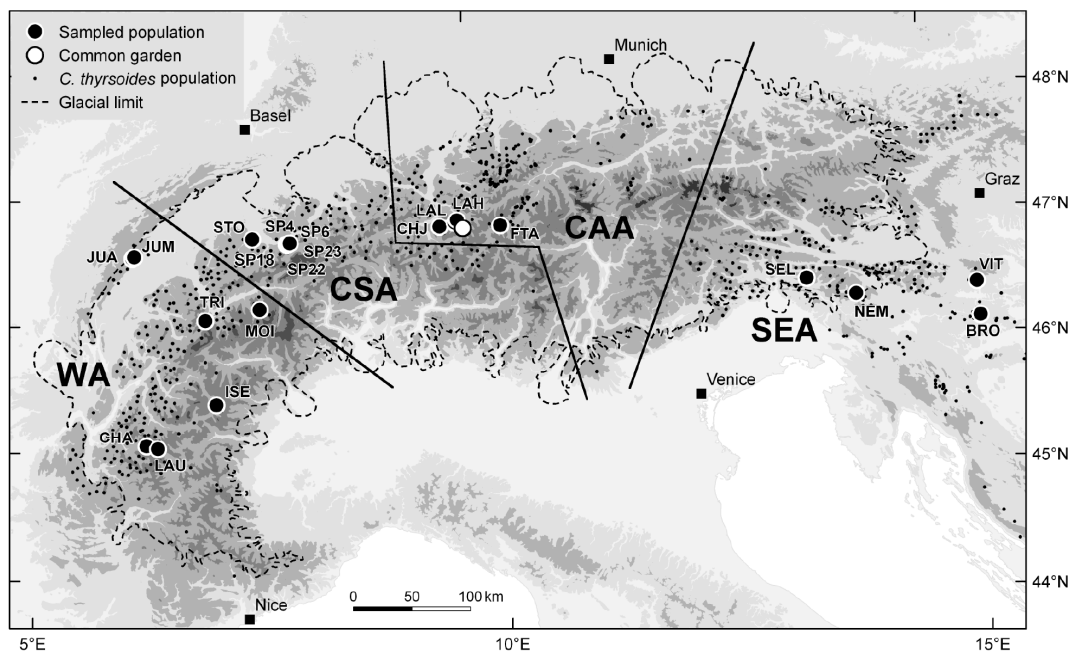 Sampled population
Common garden
C. thyrsoides population
Glacial limit
Munich
48°N
Basel
Graz
47°N
LAH
LAL
CHJ
FTA
CAA
STO
SP4
SP6
SP23
SP18
SP22
JUM
JUA
CSA
SEL
VIT
NEM
TRI
MOI
BRO
46°N
SEA
WA
ISE
Venice
CHA
LAU
45°N
44°N
0 50 100 km
Nice
5°E 10°E 15°E